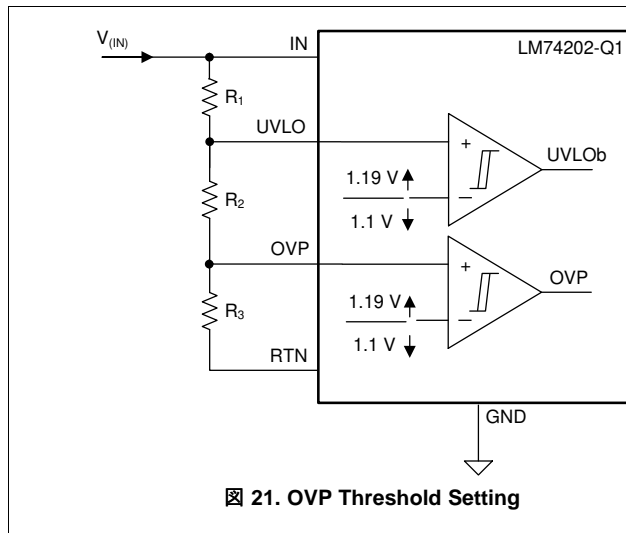 V(IN)
IN
LM74202-Q1
R1
UVLO
+
UVLOb
1.19 V
1.1 V
R2
OVP
+
OVP
1.19 V
1.1 V
R3
RTN
GND
図 21. OVP Threshold Setting